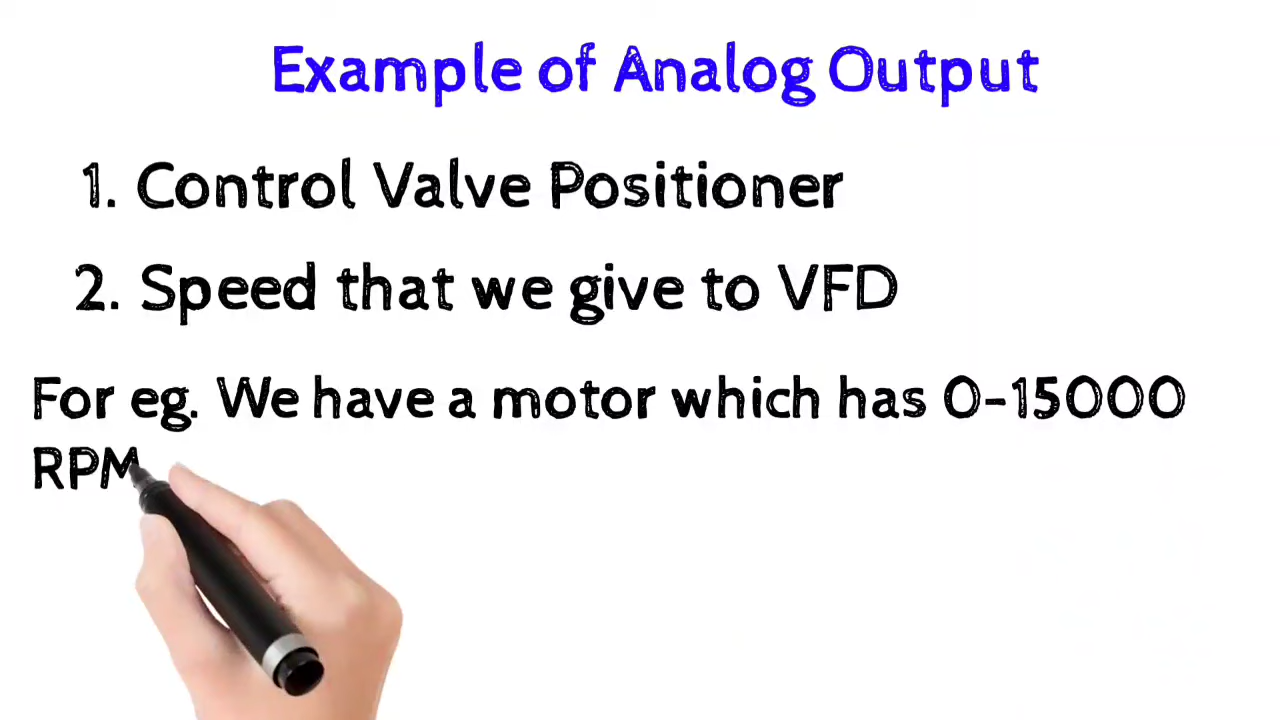 Example of Analog Output
1. Control Valve Positioner
2. Speed that we give to VFD
For eg. We have a motor which has 0-15000
RPM